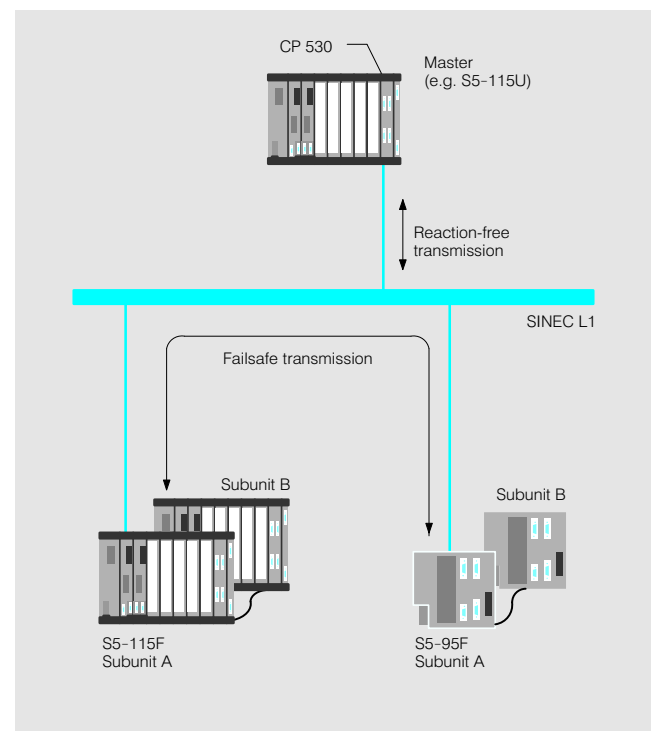 CP 530
Master
(e.g. S5-115U)
Reaction-free
transmission
SINEC L1
Failsafe transmission
Subunit B
Subunit B
S5-115F
Subunit A
S5-95F
Subunit A